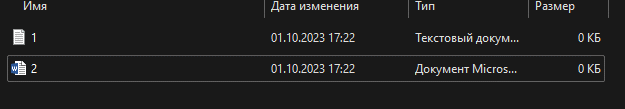 Имя Дата изменения Тип Размер
1 01.10.2023 17:22 Текстовый докум... 0 КБ
2 01.10.2023 17:22 Документ Micros... 0 КБ